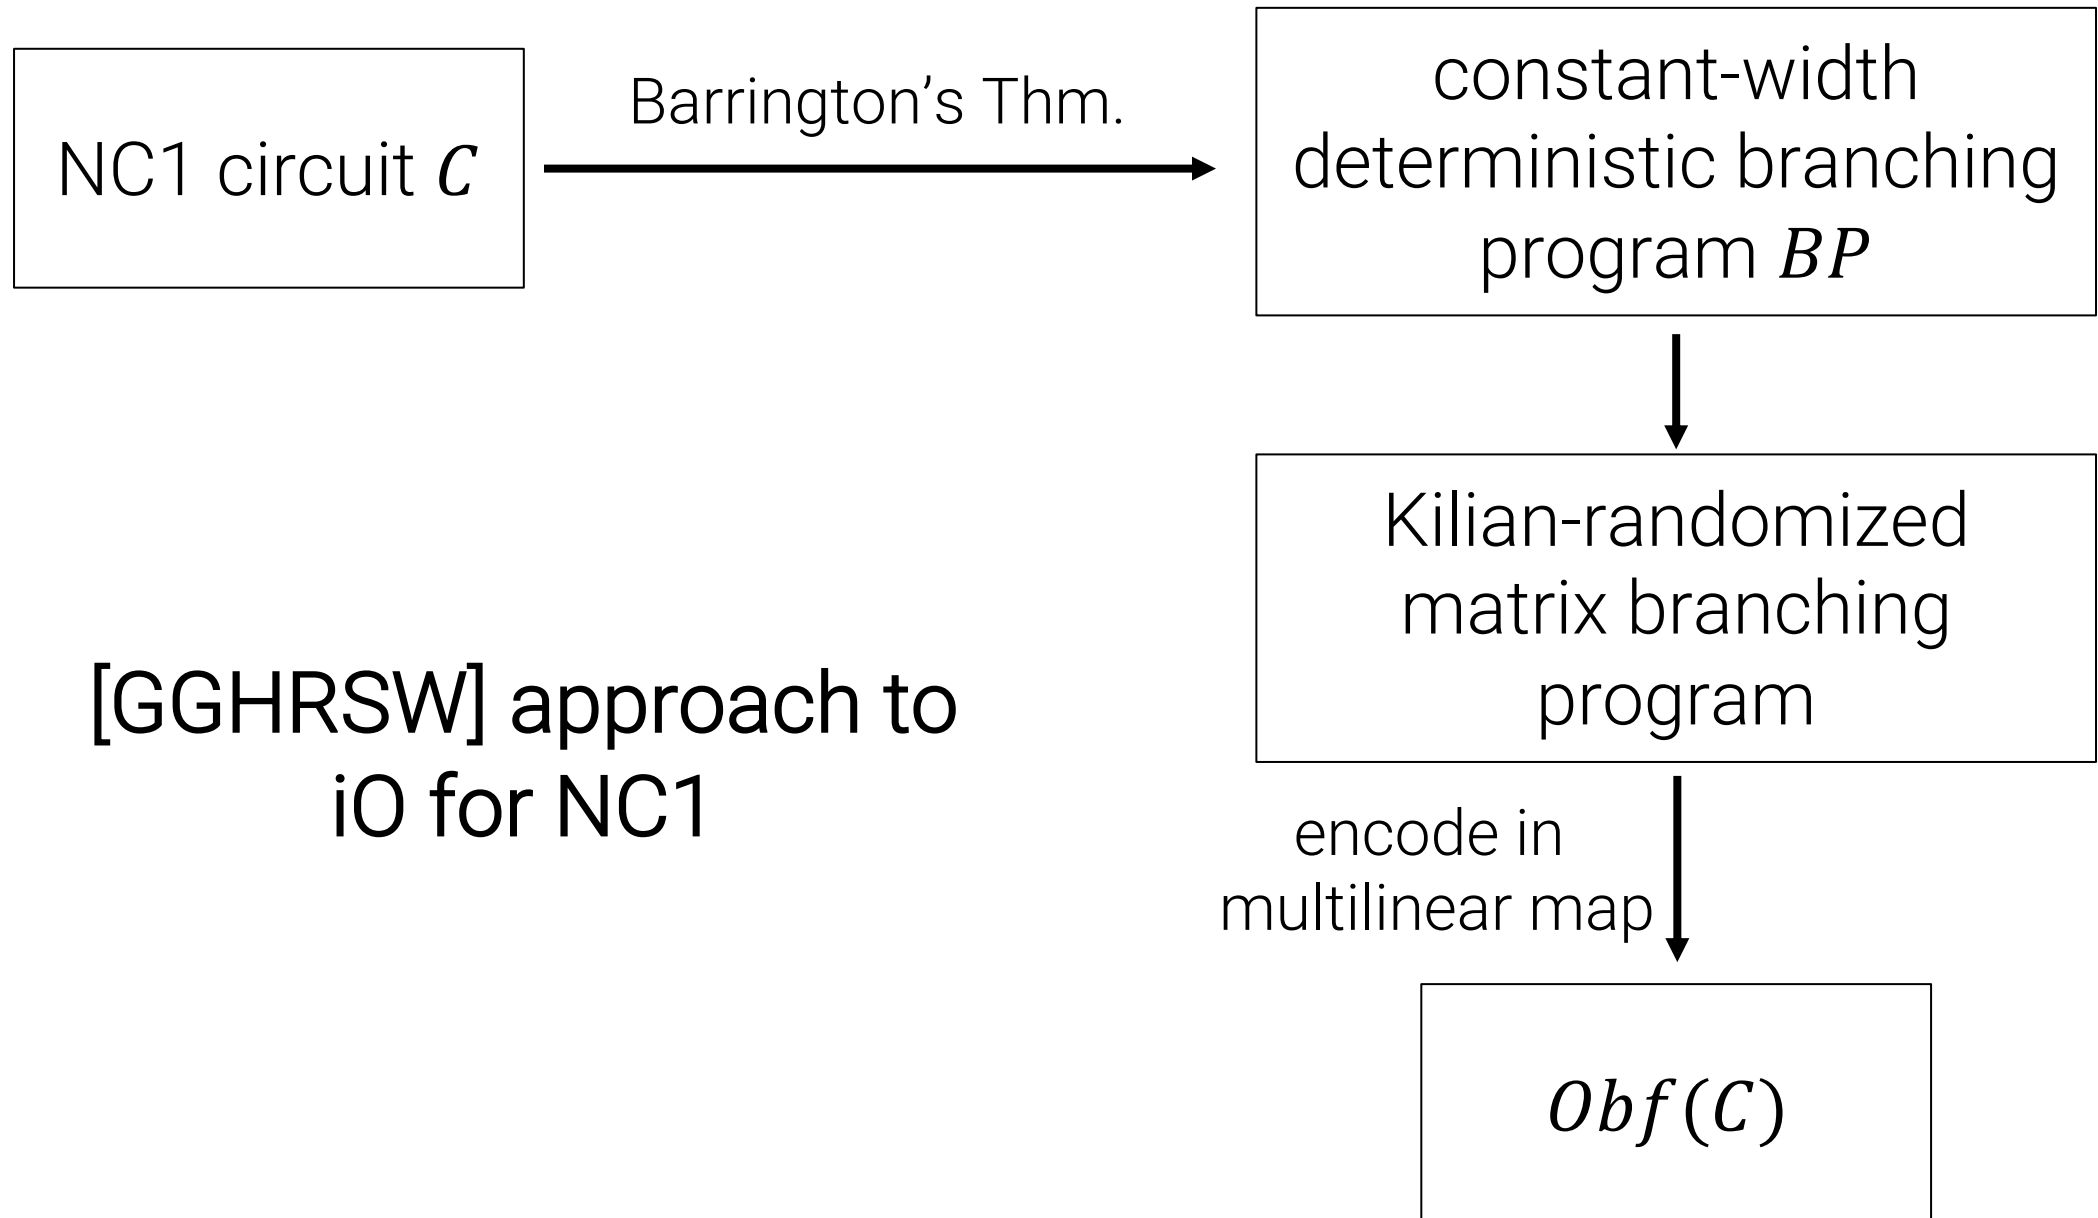 NC1 circuit C
Barrington's Thm.
constant-width
deterministic branching
program BP
Kilian-randomized
matrix branching
program
[GGHRSW] approach to
iO for NC1
encode in
multilinear map
Obf(C)